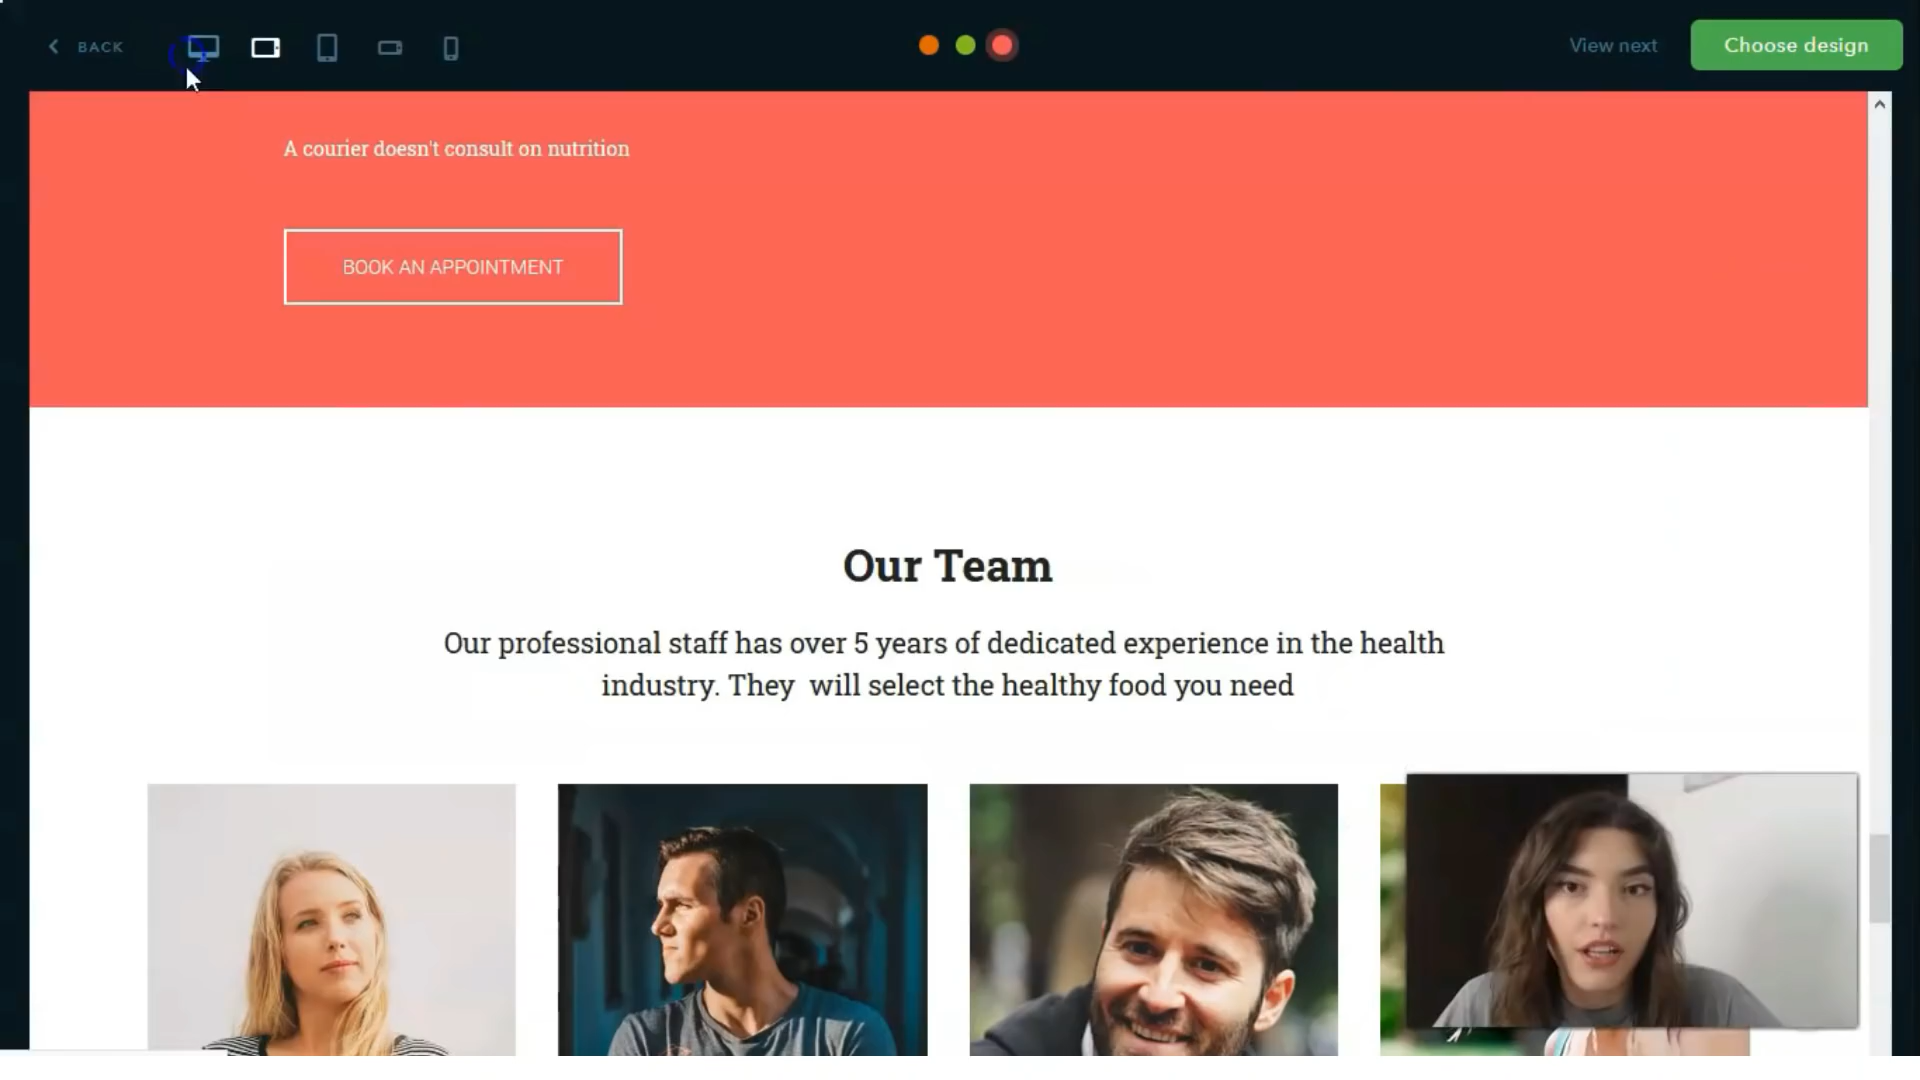 BACK
View next
Choose design
A courier doesn't consult on nutrition
BOOK AN APPOINTMENT
Our Team
Our professional staff has over 5 years of dedicated experience in the health
industry. They will select the healthy food you need